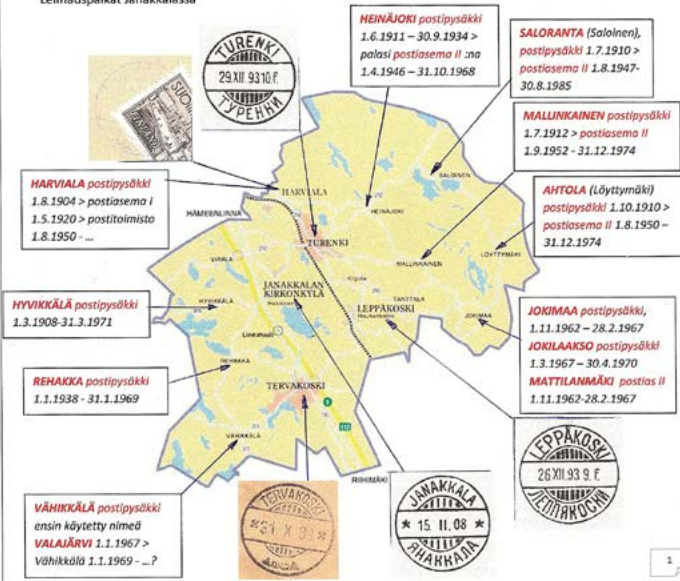 Leimauspaikat Janakkalassa
HEINÄJOKI postipysäkki
1.6.1911 – 30.9.1934 >
palasi postiasema II :na
1.4.1946 – 31.10.1968
SALORANTA (Saloinen),
postipysäkki 1.7.1910 >
postiasema II 1.8.1947-
30.8.1985
MALLINKAINEN postipysäkki
1.7.1912 > postiasema II
1.9.1952 - 31.12.1974
AHTOLA (Löyttymäki)
postipysäkki 1.10.1910 >
postiasema II 1.8.1950 –
31.12.1974
JOKIMAA postipysäkki,
1.11.1962 – 28.2.1967
JOKILAAKSO postipysäkki
1.3.1967 – 30.4.1970
MATTILANMÄKI postias II
1.11.1962-28.2.1967
HARVIALA postipysäkki
1.8.1904 > postiasema I
1.5.1920 > postitoimisto
1.8.1950 - ...
HYVIKKÄLÄ postipysäkki
1.3.1908-31.3.1971
REHAKKA postipysäkki
1.1.1938 - 31.1.1969
VÄHIKKÄLÄ postipysäkki
ensin käytetty nimeä
VALAJÄRVI 1.1.1967 >
Vähikkälä 1.1.1969 - ...?
SUOMI
FINLAND
TURENKI
29.XII. 93 10.F.
ТУРЕНКИ
HARVIALA
HÄMEENLINNA
SALOINEN
HEINÄJOKI
TURENKI
VIRALA
MALLINKAINEN
LÖYTTYMÄKI
JANAKKALAN
KIRKONKYLÄ
HYVIKKÄLÄ
TANTTALA
LEPPÄKOSKI
JOKIMAA
REHAKKA
TERVAKOSKI
VÄHIKKÄLÄ
RIIHIMÄKI
TERVAKOSKI
JANAKKALA
* 15. II. 08 *
ЯНАККАЛА
LEPPÄKOSKI
26 XII.93 9. F.
ЛЕППЯКОСКИ
1